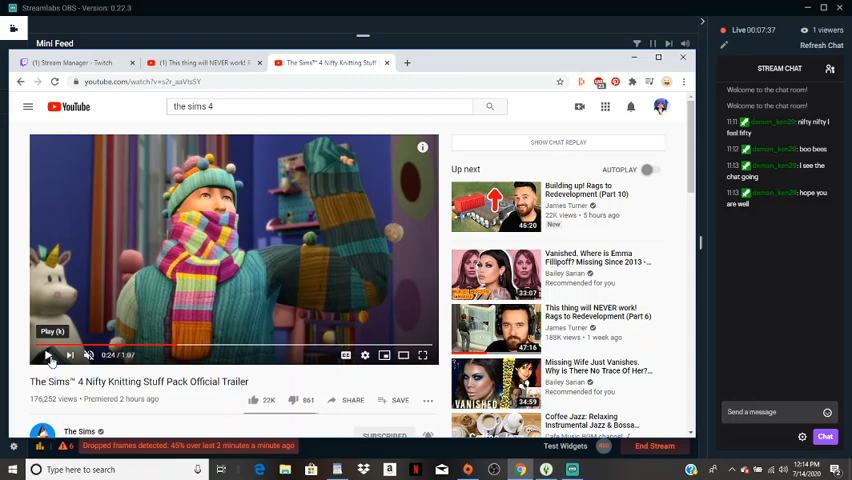 Streamlabs OBS - Version: 0.22.3
Mini Feed
(1) Stream Manager - Twitch
(1) This thing will NEVER work! R
The Sims™ 4 Nifty Knitting Stuff
youtube.com/watch?v=s2r_aaVtsSY
YouTube
the sims 4
Play (k)
0:24 / 1:07
The Sims™ 4 Nifty Knitting Stuff Pack Official Trailer
176,252 views • Premiered 2 hours ago
22K
861
SHARE
SAVE
The Sims
SUBSCRIBED
SHOW CHAT REPLAY
Up next
AUTOPLAY
Building up! Rags to
Redevelopment (Part 10)
James Turner
22K views • 5 hours ago
New
46:20
Vanished. Where is Emma
Fillipoff? Missing Since 2013 -...
Bailey Sarian
Recommended for you
33:07
This thing will NEVER work!
Rags to Redevelopment (Part 6)
James Turner
188K views • 1 week ago
47:16
Missing Wife Just Vanishes.
Why is There No Trace Of Her?...
Bailey Sarian
Recommended for you
VANISHED
34:59
Coffee Jazz: Relaxing
Instrumental Jazz & Bossa...
Cafe Music BGM channel
6
Dropped frames detected: 45% over last 2 minutes a minute ago
Test Widgets
REC
End Stream
Live 00:07:37
1 viewers
Refresh Chat
STREAM CHAT
Welcome to the chat room!
Welcome to the chat room!
11:11 demon_ken29: nifty nifty I
feel fifty
11:12 demon_ken29: boo bees
11:13 demon_ken29: I see the
chat going
11:13 demon_ken29: hope you
are well
Send a message
Chat
Type here to search
12:14 PM
7/14/2020